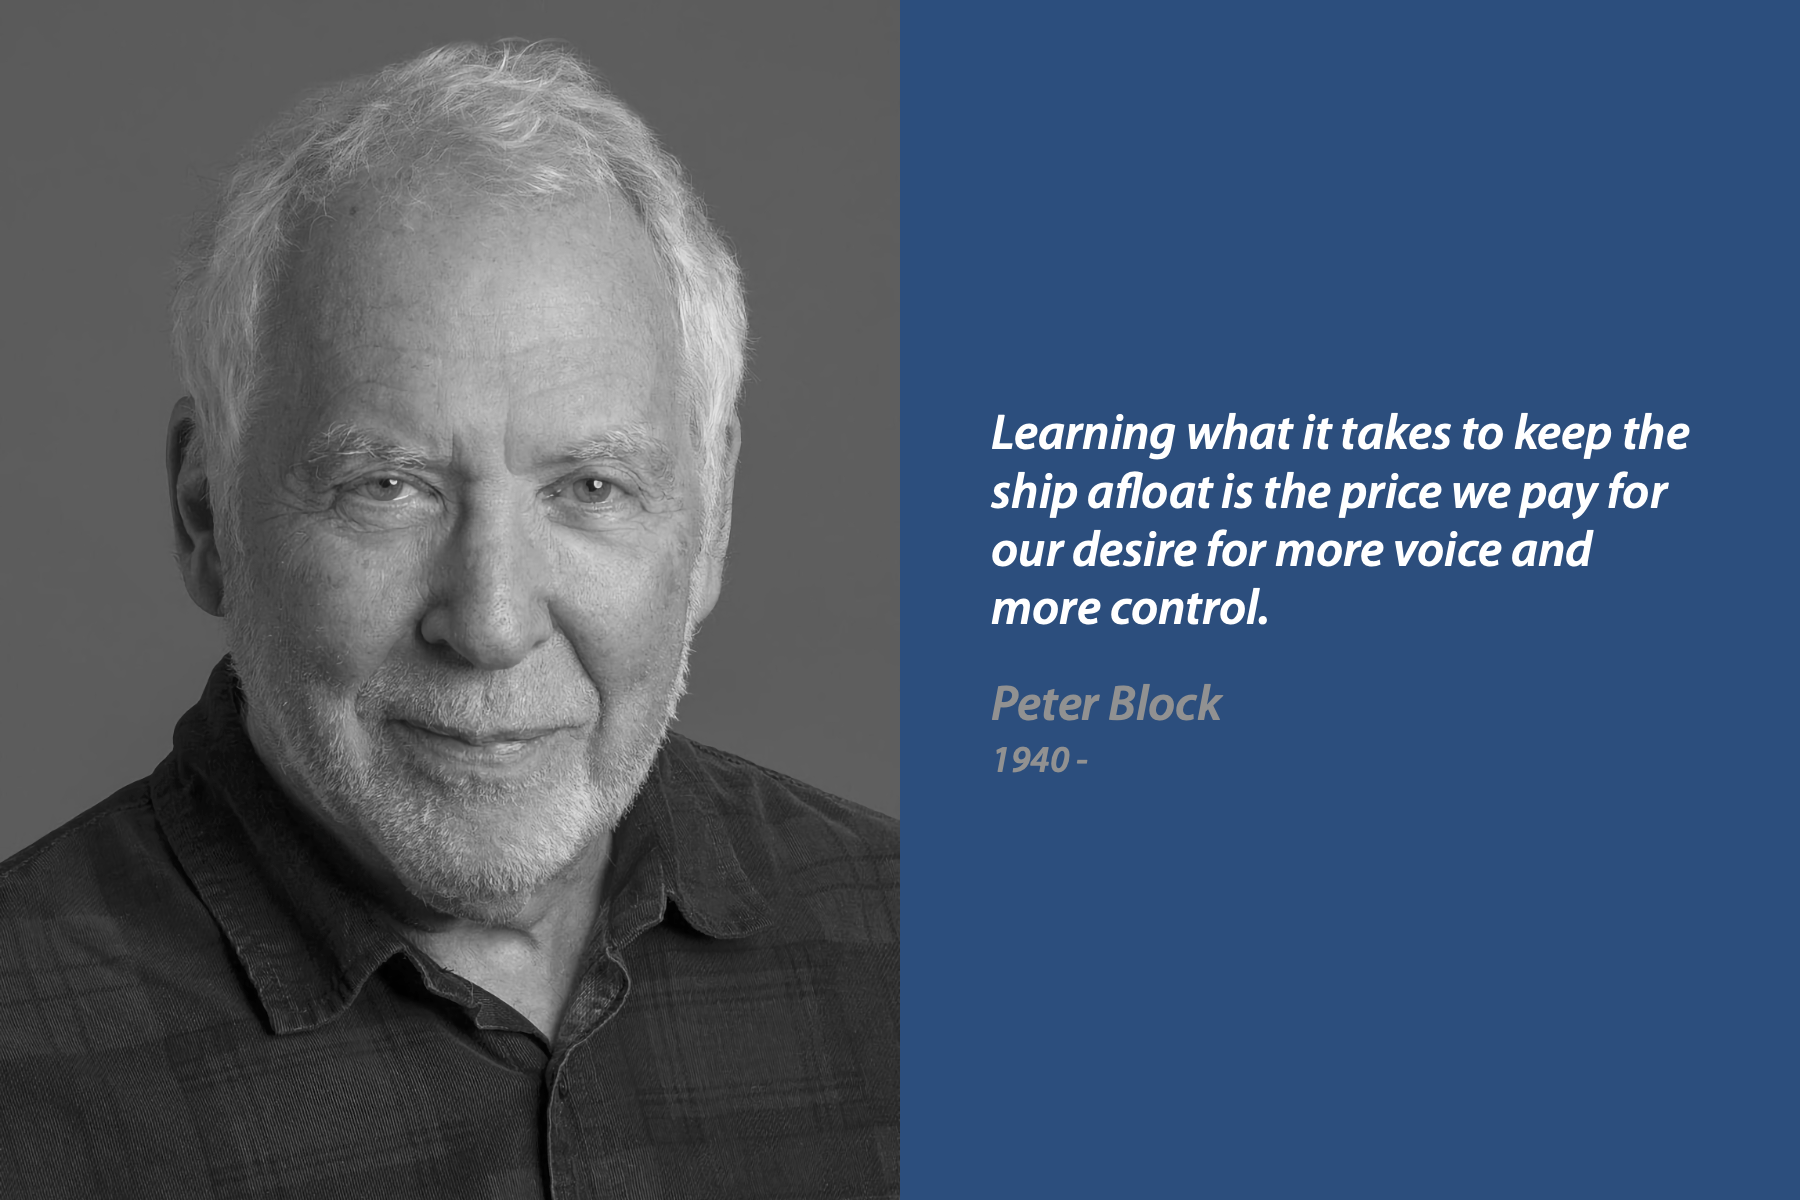 Learning what it takes to keep the
ship afloat is the price we pay for
our desire for more voice and
more control.
Peter Block
1940 -